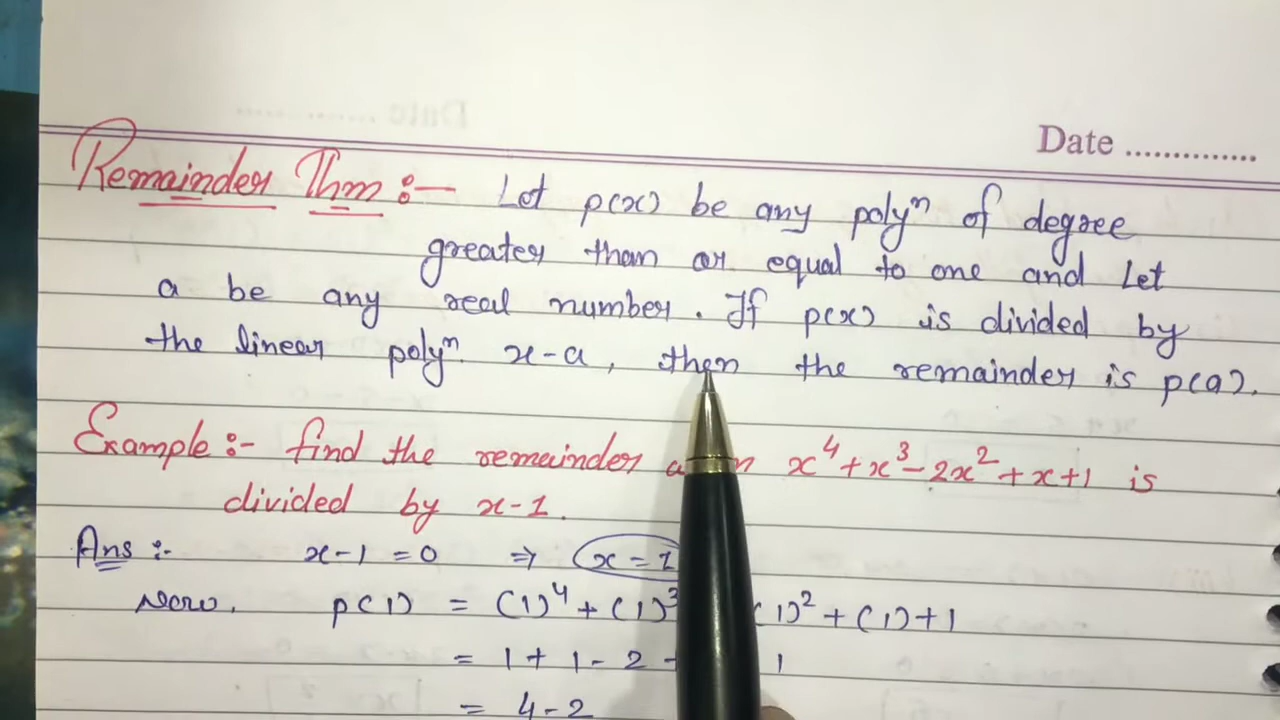 Date ..............
Remainder Thm :- Let p(x) be any polyⁿ of degree
greater than or equal to one and Let
a be any real number. If p(x) is divided by
the linear polyⁿ. x-a, then the remainder is p(a).
Example :- find the remainder x⁴+x³-2x²+x+1 is
divided by x-1.
Ans :- x-1=0 ⇒ x=1
Now, p(1) = (1)⁴+(1)³ (1)²+(1)+1
= 1+1-2+ 1
= 4-2